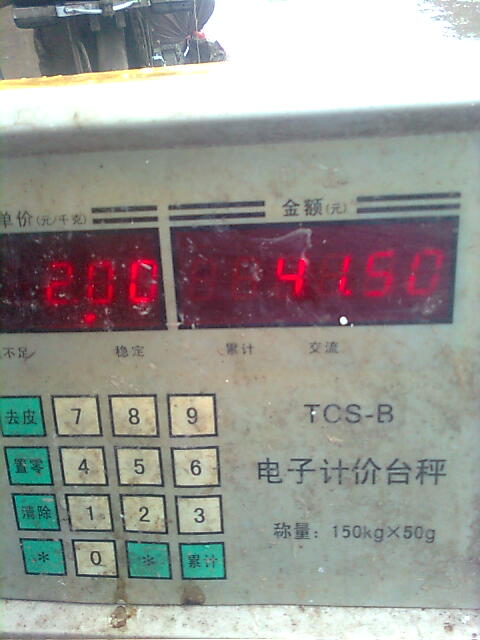 单价(元/千克) 金额(元)
2.00 41.50
不足 稳定 累计 交流
去皮 7 8 9 TCS-B
置零 4 5 6 电子计价台秤
清除 1 2 3
* 0 * 累计 称量：150kg×50g